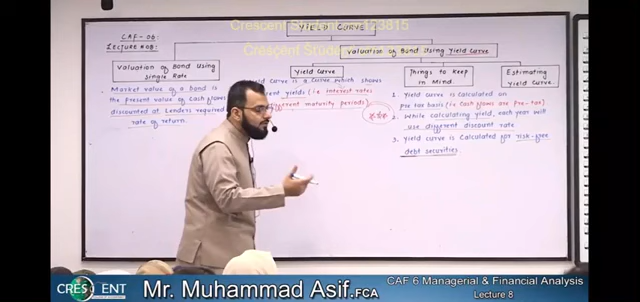 YIELD CURVE
CAF-06
Lecture #08:
Crescent Student
123815
Crescent Stude
Valuation of Bond Using Yield Curve
Valuation of Bond Using
Single Rate
Yield Curve
Things to Keep
in Mind.
Estimating
Yield Curve
Market value of a bond is
the present value of Cash flows
discounted at Lenders required
rate of return.
Curve is a Curve which shows
yields (i.e Interest rates
different maturity periods)
1. Yield Curve is calculated on
pre tax basis (ie Cash flows are Pre-tax)
2. While calculating yield, each year will
use different discount rate
3. Yield curve is Calculated for risk-free
debt securities.
CRESCENT
Mr. Muhammad Asif.FCA
CAF 6 Managerial & Financial Analysis
Lecture 8